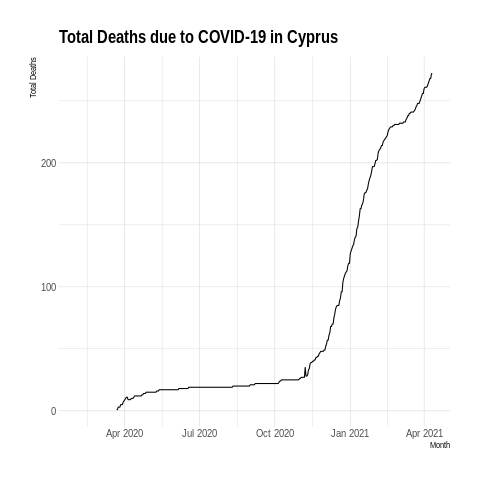 Total Deaths due to COVID-19 in Cyprus
Total Deaths
200
100
0
Apr 2020 Jul 2020 Oct 2020 Jan 2021 Apr 2021
Month